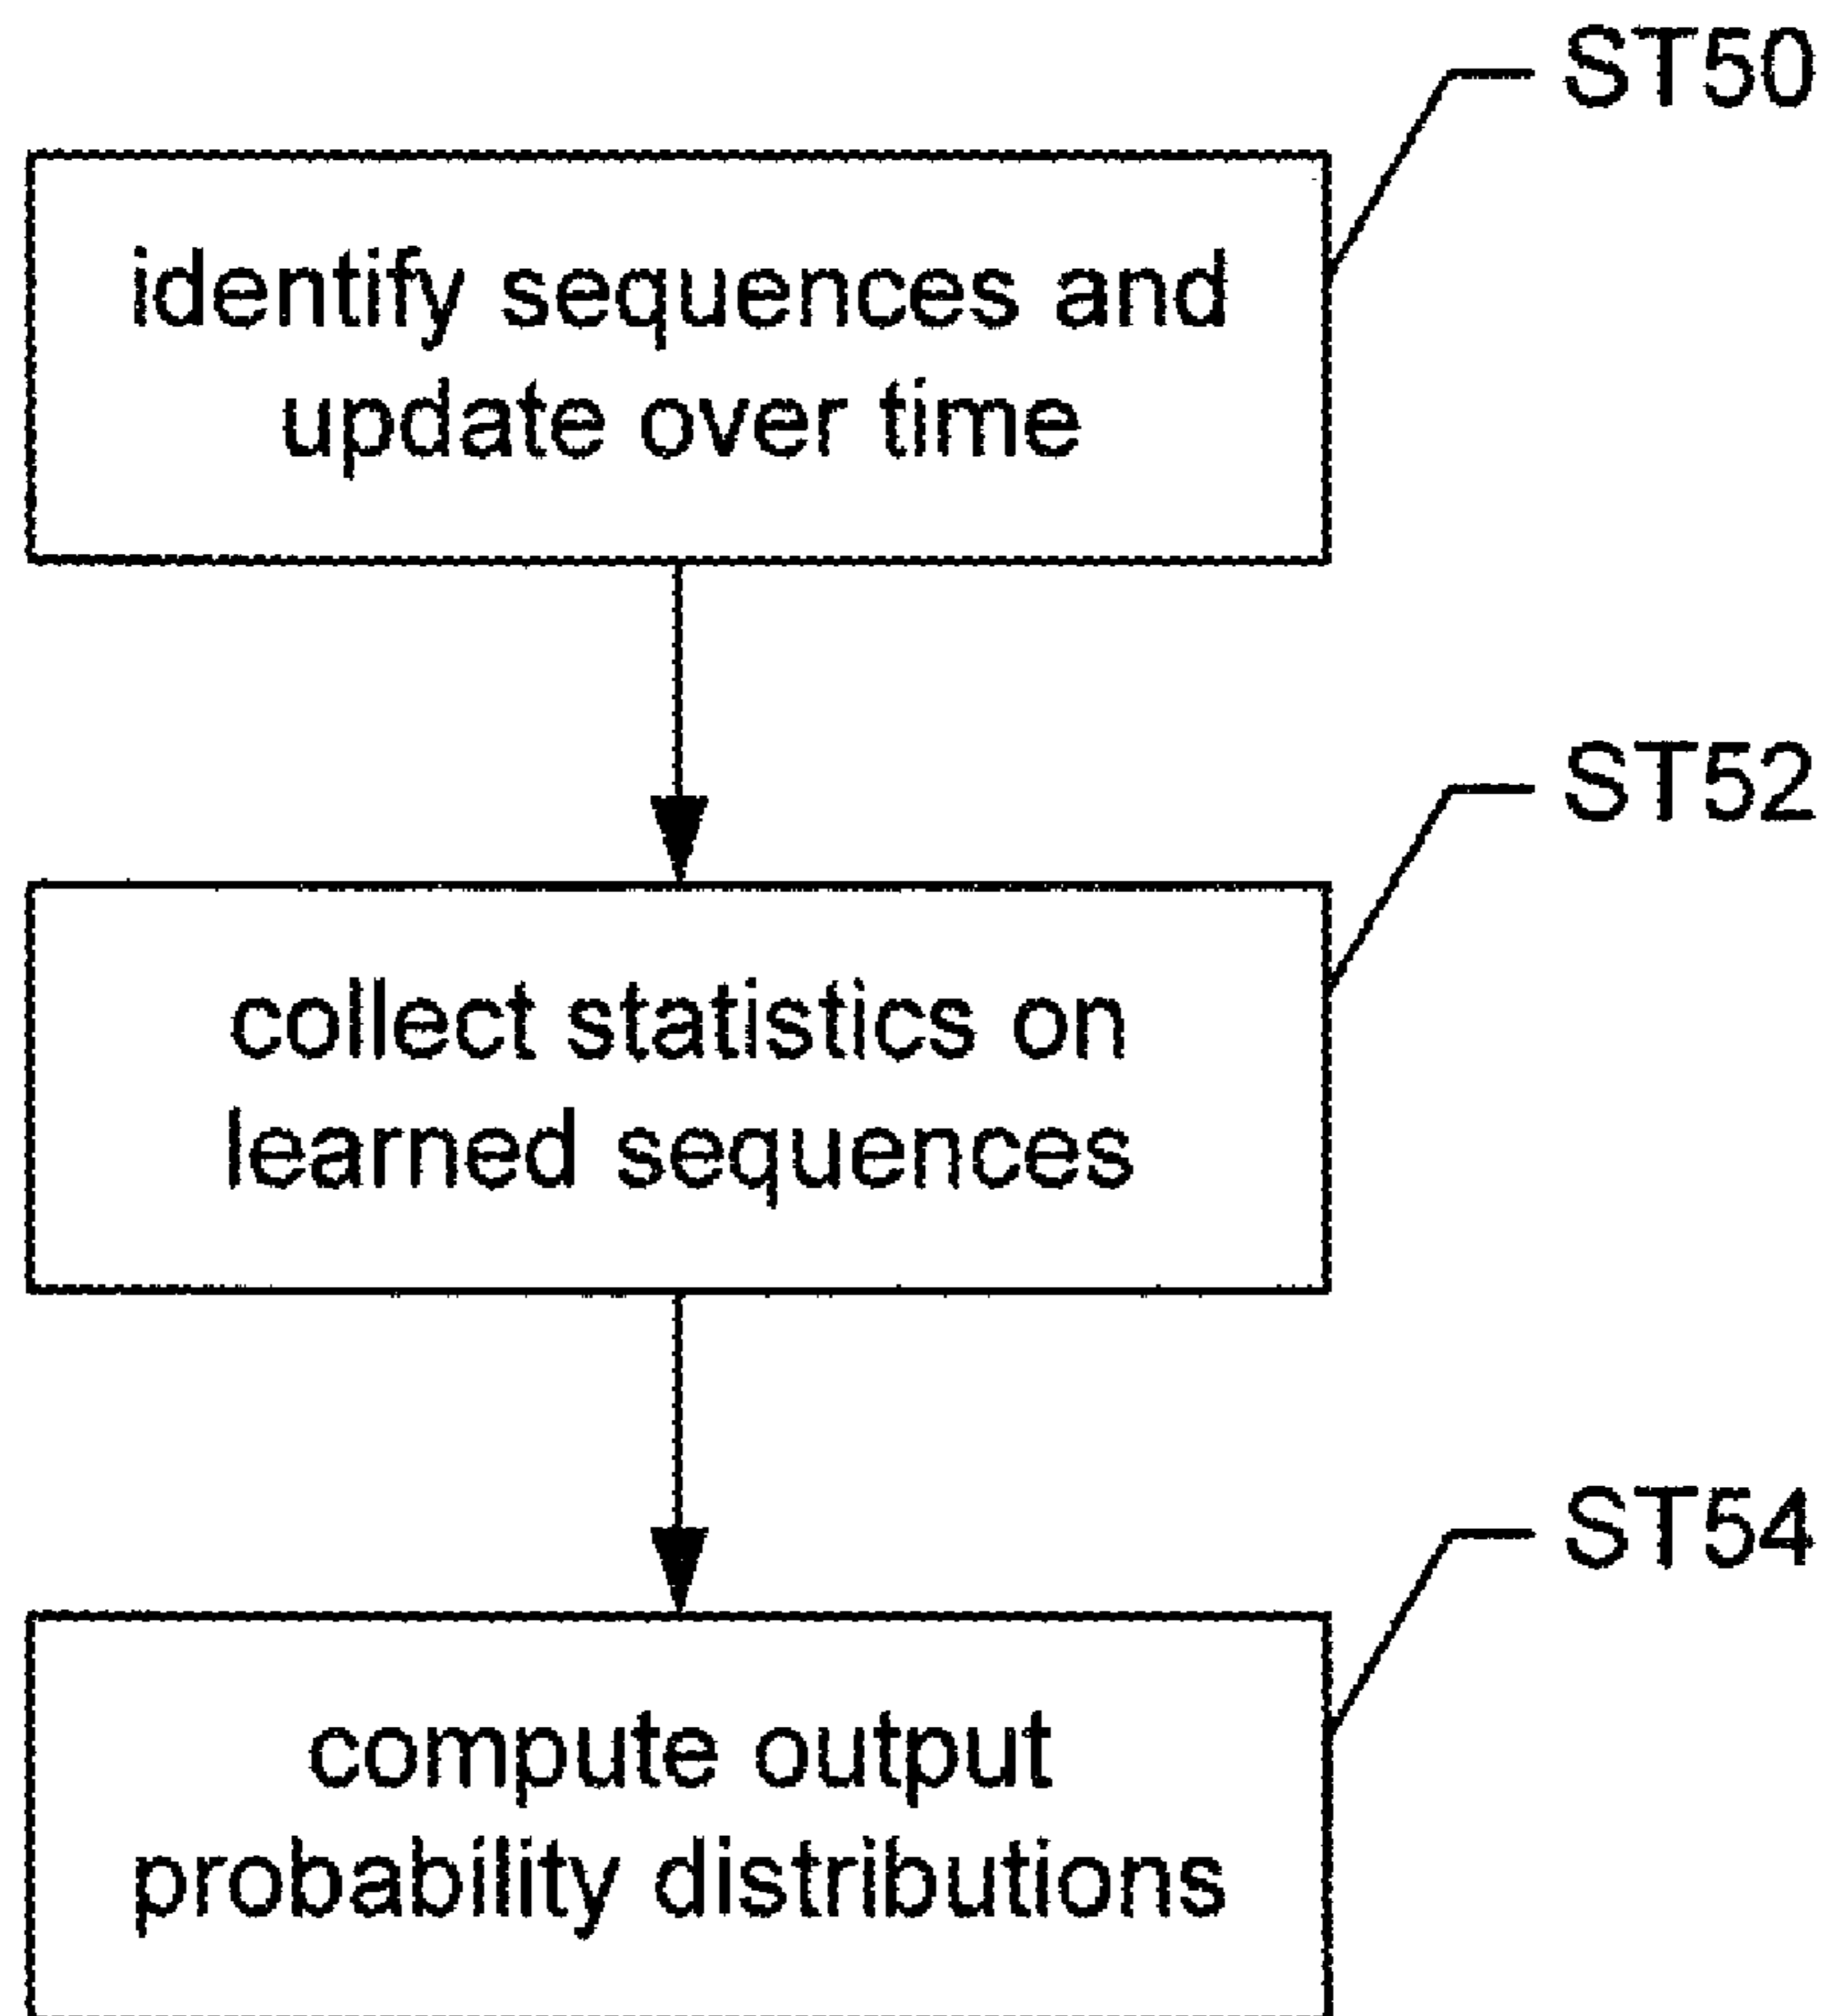 ST50
identify sequences and
update over time
ST52
collect statistics on
learned sequences
ST54
compute output
probability distributions